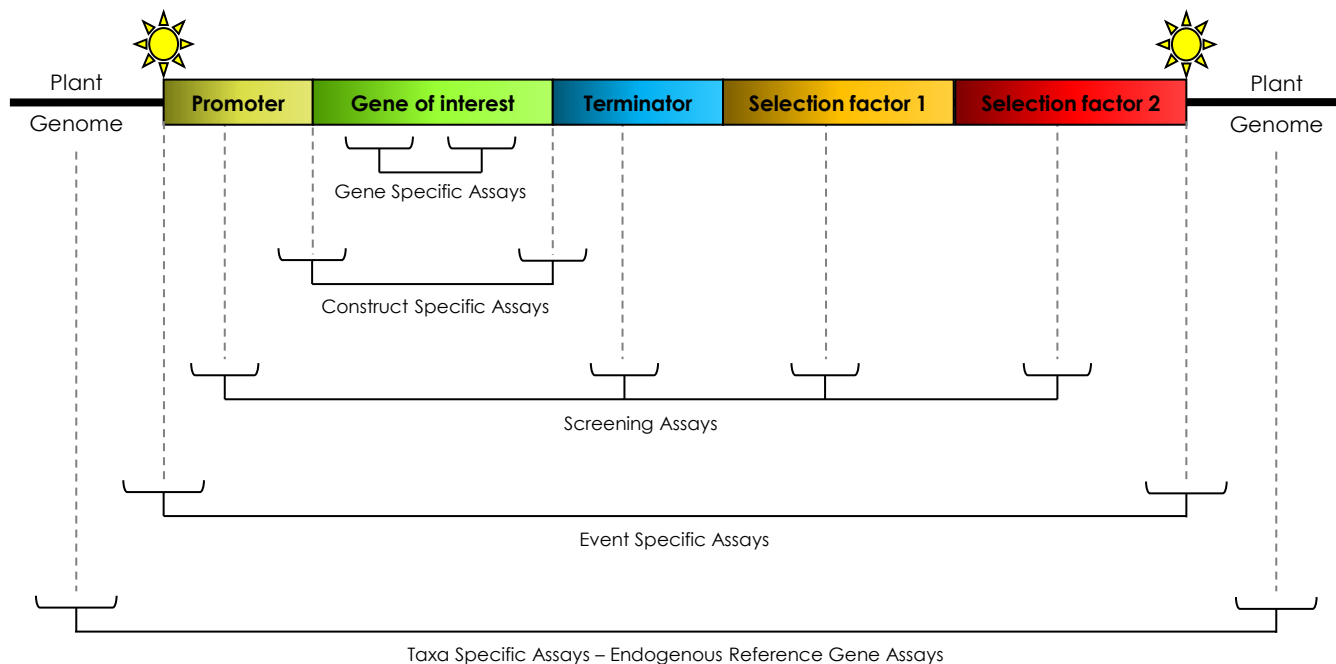 Plant
Genome
Promoter
Gene of interest
Terminator
Selection factor 1
Selection factor 2
Plant
Genome
Gene Specific Assays
Construct Specific Assays
Screening Assays
Event Specific Assays
Taxa Specific Assays – Endogenous Reference Gene Assays